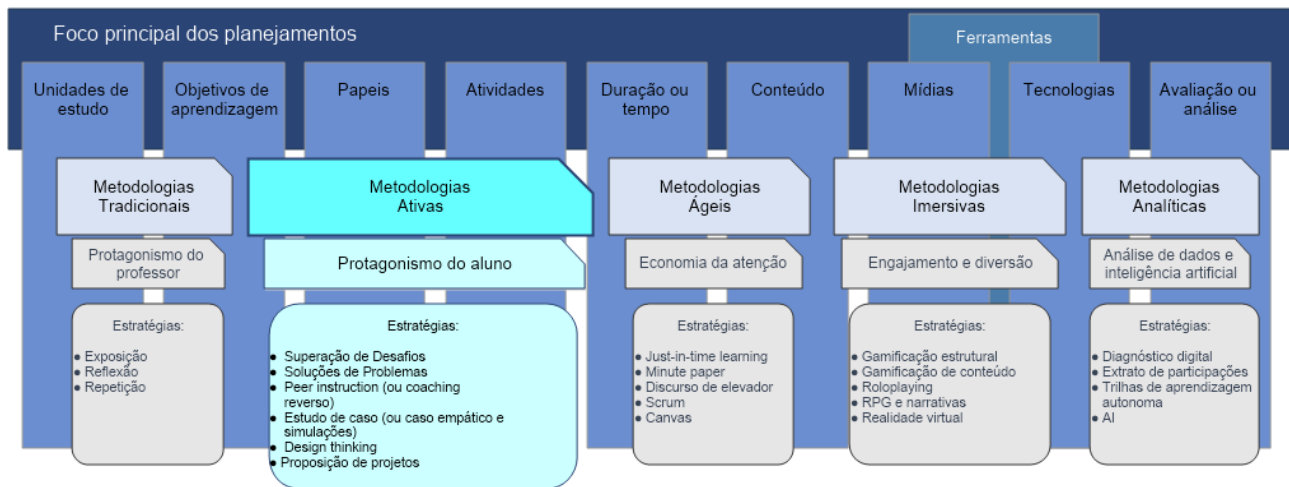 Foco principal dos planejamentos
Ferramentas
Unidades de
estudo
Objetivos de
aprendizagem
Papeis
Atividades
Duração ou
tempo
Conteúdo
Mídias
Tecnologias
Avaliação ou
análise
Metodologias
Tradicionais
Metodologias
Ativas
Metodologias
Ágeis
Metodologias
Imersivas
Metodologias
Analíticas
Protagonismo do
professor
Protagonismo do aluno
Economia da atenção
Engajamento e diversão
Análise de dados e
inteligência artificial
Estratégias:
● Exposição
● Reflexão
● Repetição
Estratégias:
● Superação de Desafios
● Soluções de Problemas
● Peer instruction (ou coaching
reverso)
● Estudo de caso (ou caso empático e
simulações)
● Design thinking
● Proposição de projetos
Estratégias:
● Just-in-time learning
● Minute paper
● Discurso de elevador
● Scrum
● Canvas
Estratégias:
● Gamificação estrutural
● Gamificação de conteúdo
● Roloplaying
● RPG e narrativas
● Realidade virtual
Estratégias:
● Diagnóstico digital
● Extrato de participações
● Trilhas de aprendizagem
autonoma
● AI